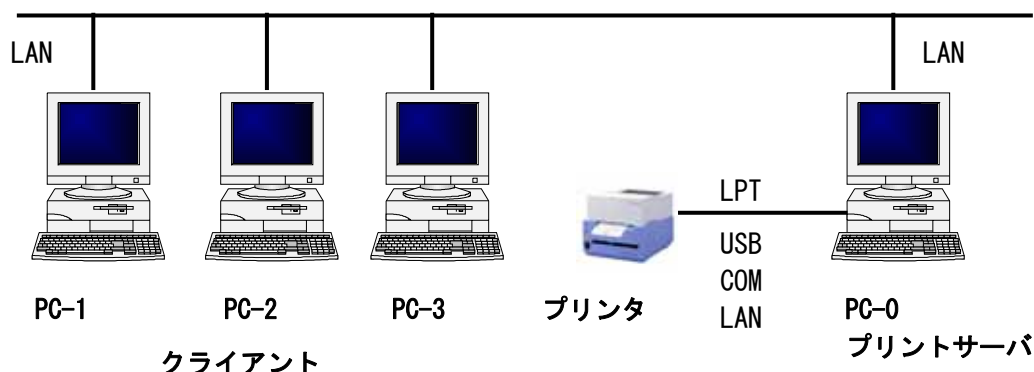 LAN
LAN
LPT
USB
COM
LAN
PC-1
PC-2
PC-3
プリンタ
PC-0
プリントサーバ
クライアント